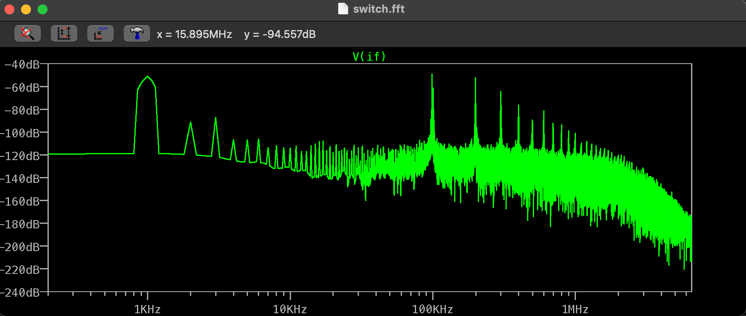 switch.fft
x = 15.895MHz y = -94.557dB
V(if)
-40dB
-60dB
-80dB
-100dB
-120dB
-140dB
-160dB
-180dB
-200dB
-220dB
-240dB
1KHz 10KHz 100KHz 1MHz